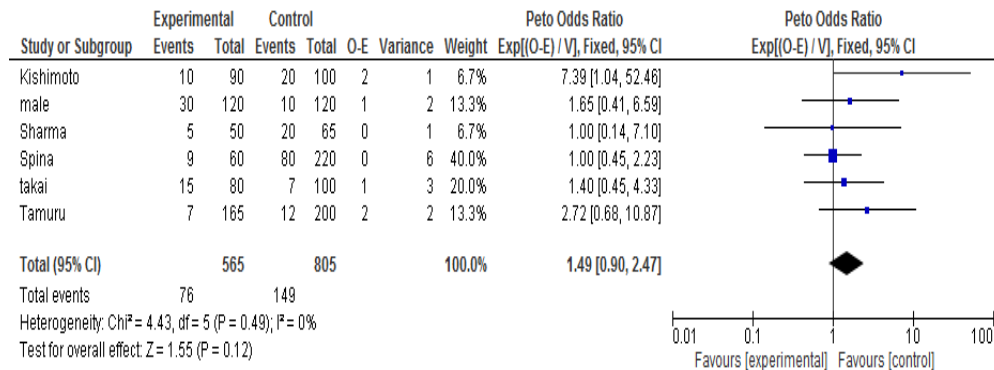 Experimental Control Peto Odds Ratio Peto Odds Ratio
Study or Subgroup Events Total Events Total O-E Variance Weight Exp[(O-E) / V], Fixed, 95% CI Exp[(O-E) / V], Fixed, 95% CI
Kishimoto 10 90 20 100 2 1 6.7% 7.39 [1.04, 52.46]
male 30 120 10 120 1 2 13.3% 1.65 [0.41, 6.59]
Sharma 5 50 20 65 0 1 6.7% 1.00 [0.14, 7.10]
Spina 9 60 80 220 0 6 40.0% 1.00 [0.45, 2.23]
takai 15 80 7 100 1 3 20.0% 1.40 [0.45, 4.33]
Tamuru 7 165 12 200 2 2 13.3% 2.72 [0.68, 10.87]
Total (95% CI) 565 805 100.0% 1.49 [0.90, 2.47]
Total events 76 149
Heterogeneity: Chi² = 4.43, df = 5 (P = 0.49); I² = 0%
Test for overall effect: Z = 1.55 (P = 0.12)
0.01 0.1 1 10 100
Favours [experimental] Favours [control]